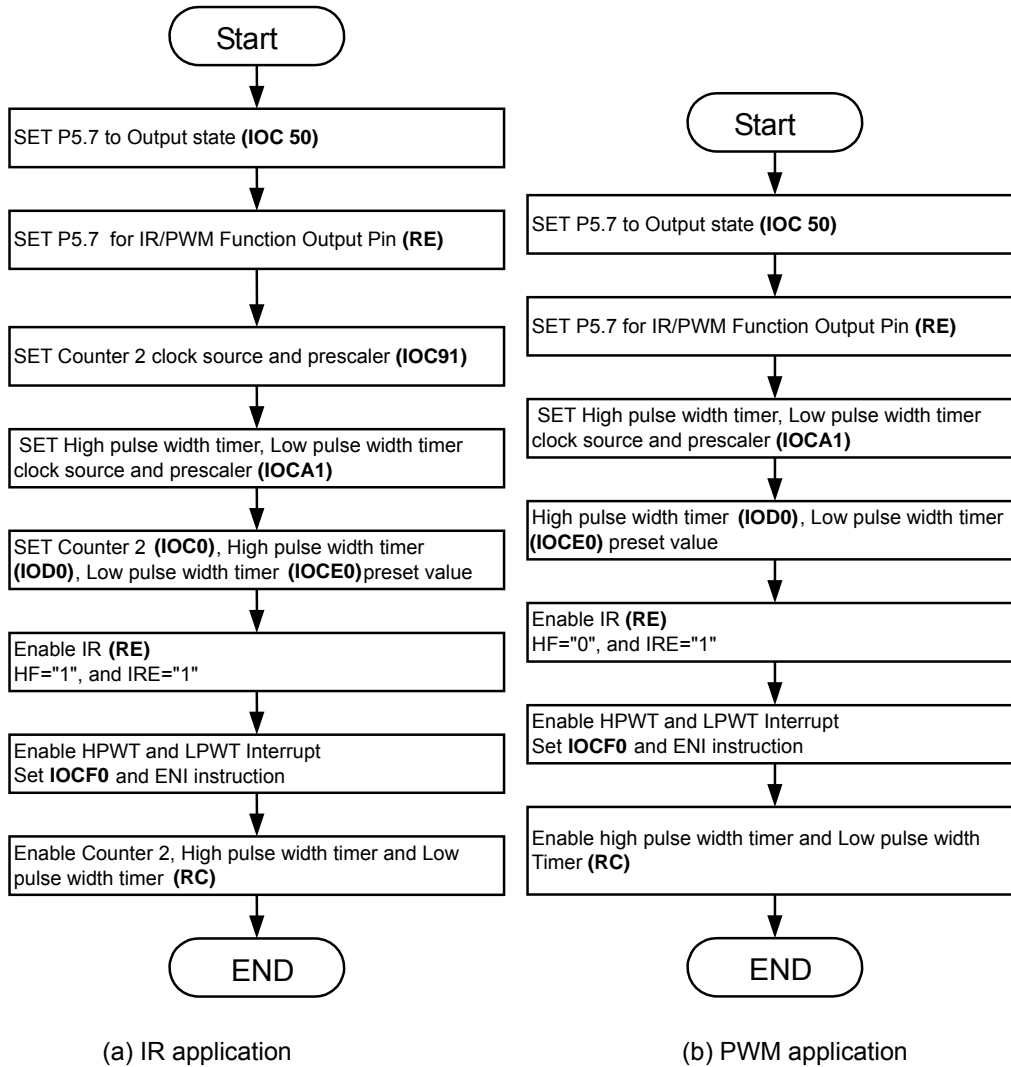 Start
SET P5.7 to Output state (IOC 50)
SET P5.7 for IR/PWM Function Output Pin (RE)
SET Counter 2 clock source and prescaler (IOC91)
SET High pulse width timer, Low pulse width timer
clock source and prescaler (IOCA1)
SET Counter 2 (IOC0), High pulse width timer
(IOD0), Low pulse width timer (IOCE0) preset value
Enable IR (RE)
HF="1", and IRE="1"
Enable HPWT and LPWT Interrupt
Set IOCF0 and ENI instruction
Enable Counter 2, High pulse width timer and Low
pulse width timer (RC)
END
(a) IR application
Start
SET P5.7 to Output state (IOC 50)
SET P5.7 for IR/PWM Function Output Pin (RE)
SET High pulse width timer, Low pulse width timer
clock source and prescaler (IOCA1)
High pulse width timer (IOD0), Low pulse width timer
(IOCE0) preset value
Enable IR (RE)
HF="0", and IRE="1"
Enable HPWT and LPWT Interrupt
Set IOCF0 and ENI instruction
Enable high pulse width timer and Low pulse width
Timer (RC)
END
(b) PWM application